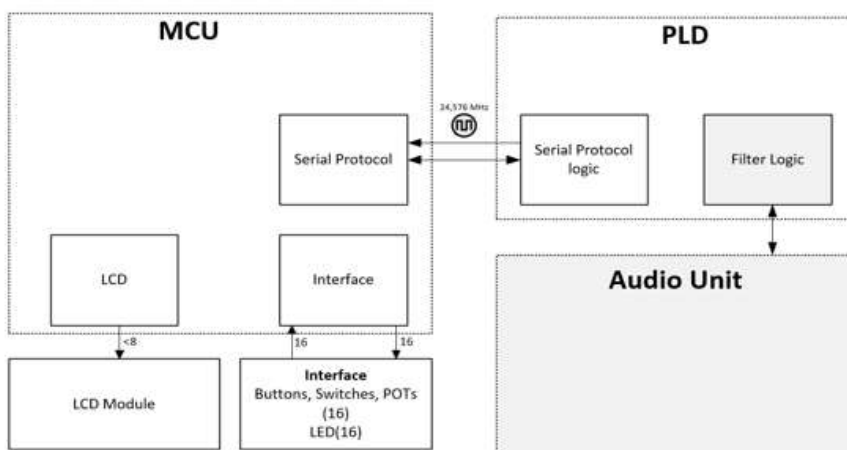 MCU
PLD
24,576 MHz
Serial Protocol
Serial Protocol
logic
Filter Logic
LCD
Interface
Audio Unit
<8
16
16
LCD Module
Interface
Buttons, Switches, POTs
(16)
LED(16)